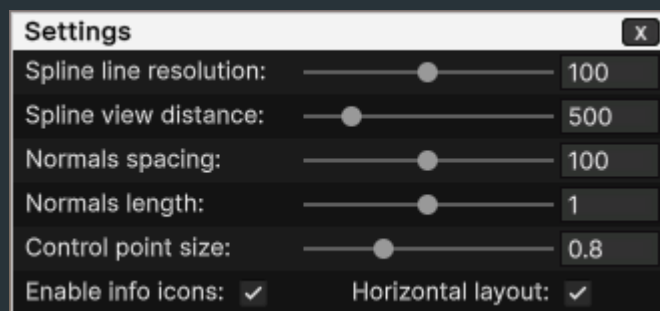 Settings X
Spline line resolution: 100
Spline view distance: 500
Normals spacing: 100
Normals length: 1
Control point size: 0.8
Enable info icons: ✓ Horizontal layout: ✓